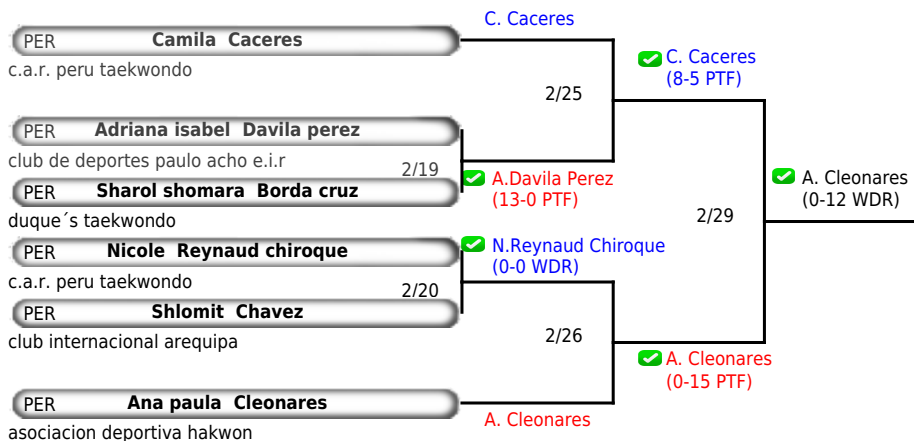 C. Caceres
PER Camila Caceres
c.a.r. peru taekwondo
C. Caceres
(8-5 PTF)
2/25
PER Adriana isabel Davila perez
club de deportes paulo acho e.i.r
2/19
A.Davila Perez
(13-0 PTF)
PER Sharol shomara Borda cruz
duque´s taekwondo
A. Cleonares
(0-12 WDR)
2/29
PER Nicole Reynaud chiroque
N.Reynaud Chiroque
(0-0 WDR)
c.a.r. peru taekwondo
2/20
PER Shlomit Chavez
club internacional arequipa
2/26
A. Cleonares
(0-15 PTF)
PER Ana paula Cleonares
A. Cleonares
asociacion deportiva hakwon